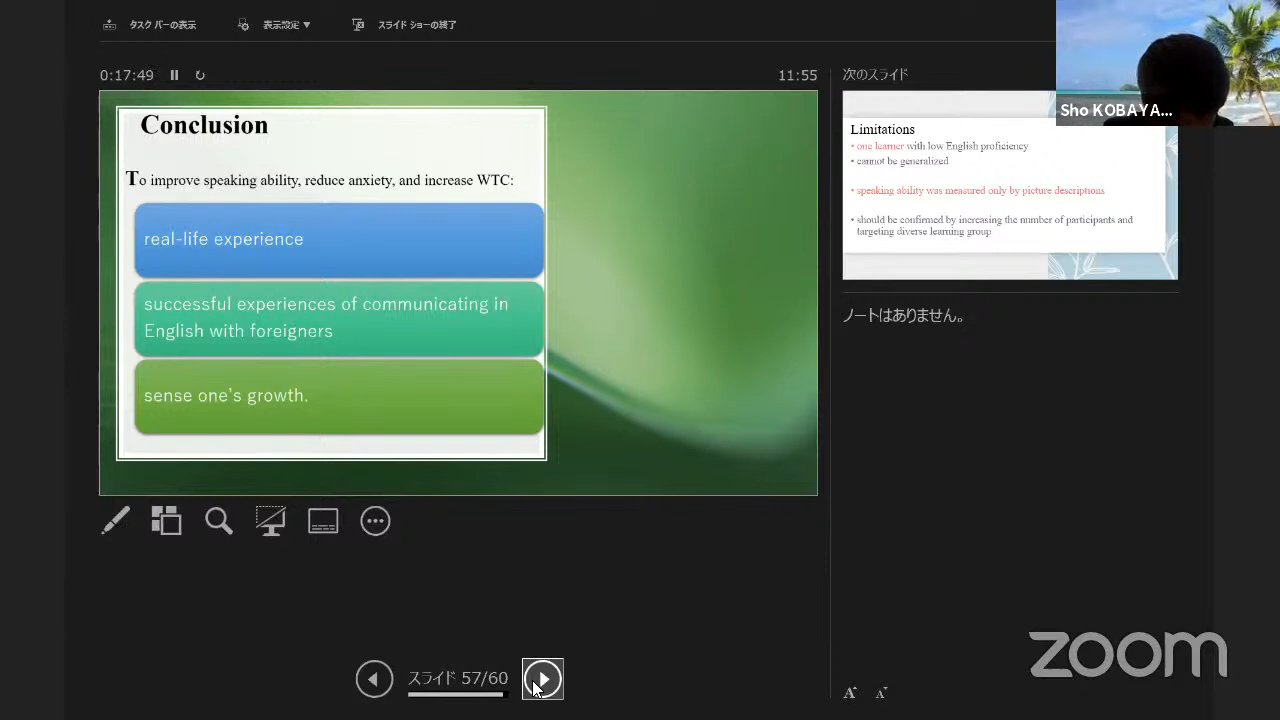 タスク バーの表示
表示設定 ▼
スライド ショーの終了
0:17:49
11:55
次のスライド
Sho KOBAYA...
Conclusion
To improve speaking ability, reduce anxiety, and increase WTC:
real-life experience
successful experiences of communicating in
English with foreigners
sense one's growth.
Limitations
• one learner with low English proficiency
• cannot be generalized
• speaking ability was measured only by picture descriptions
• should be confirmed by increasing the number of participants and
targeting diverse learning group
ノートはありません。
スライド 57/60
A A
zoom